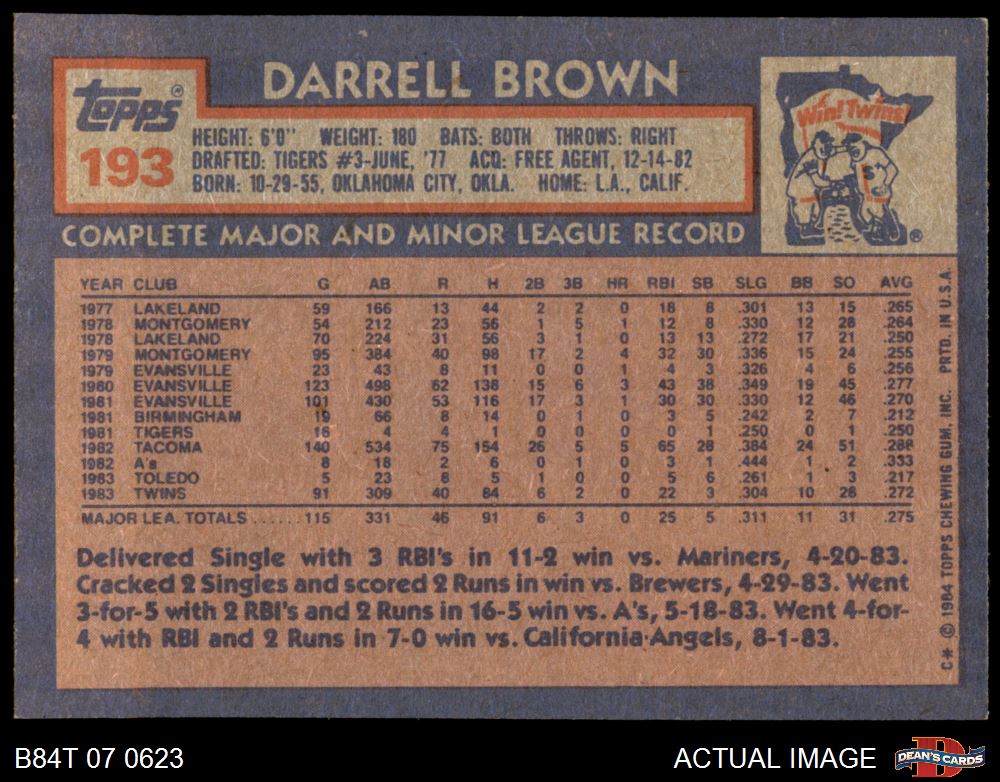 DARRELL BROWN
Topps®
193
HEIGHT: 6'0" WEIGHT: 180 BATS: BOTH THROWS: RIGHT
DRAFTED: TIGERS #3-JUNE, '77 ACQ: FREE AGENT, 12-14-82
BORN: 10-29-55, OKLAHOMA CITY, OKLA. HOME: L.A., CALIF.
Win! Twins!
®
COMPLETE MAJOR AND MINOR LEAGUE RECORD
YEAR CLUB G AB R H 2B 3B HR RBI SB SLG BB SO AVG
1977 LAKELAND 59 166 13 44 2 2 0 18 8 .301 13 15 .265
1978 MONTGOMERY 54 212 23 56 1 5 1 12 8 .330 12 28 .264
1978 LAKELAND 70 224 31 56 3 1 0 13 13 .272 17 21 .250
1979 MONTGOMERY 95 384 40 98 17 2 4 32 30 .336 15 24 .255
1979 EVANSVILLE 23 43 8 11 0 0 1 4 3 .326 4 6 .256
1980 EVANSVILLE 123 498 62 138 15 6 3 43 38 .349 19 45 .277
1981 EVANSVILLE 101 430 53 116 17 3 1 30 30 .330 12 46 .270
1981 BIRMINGHAM 19 66 8 14 0 1 0 3 5 .242 2 7 .212
1981 TIGERS 16 4 4 1 0 0 0 0 1 .250 0 1 .250
1982 TACOMA 140 534 75 154 26 5 5 65 28 .384 24 51 .288
1982 A's 8 18 2 6 0 1 0 3 1 .444 1 2 .333
1983 TOLEDO 5 23 8 5 1 0 0 5 6 .261 1 3 .217
1983 TWINS 91 309 40 84 6 2 0 22 3 .304 10 28 .272
MAJOR LEA. TOTALS ...... 115 331 46 91 6 3 0 25 5 .311 11 31 .275
Delivered Single with 3 RBI's in 11-2 win vs. Mariners, 4-20-83.
Cracked 2 Singles and scored 2 Runs in win vs. Brewers, 4-29-83. Went
3-for-5 with 2 RBI's and 2 Runs in 16-5 win vs. A's, 5-18-83. Went 4-for-
4 with RBI and 2 Runs in 7-0 win vs. California Angels, 8-1-83.
C* © 1984 TOPPS CHEWING GUM, INC. PRTD. IN U.S.A.
B84T 07 0623
ACTUAL IMAGE
D
DEAN'S CARDS